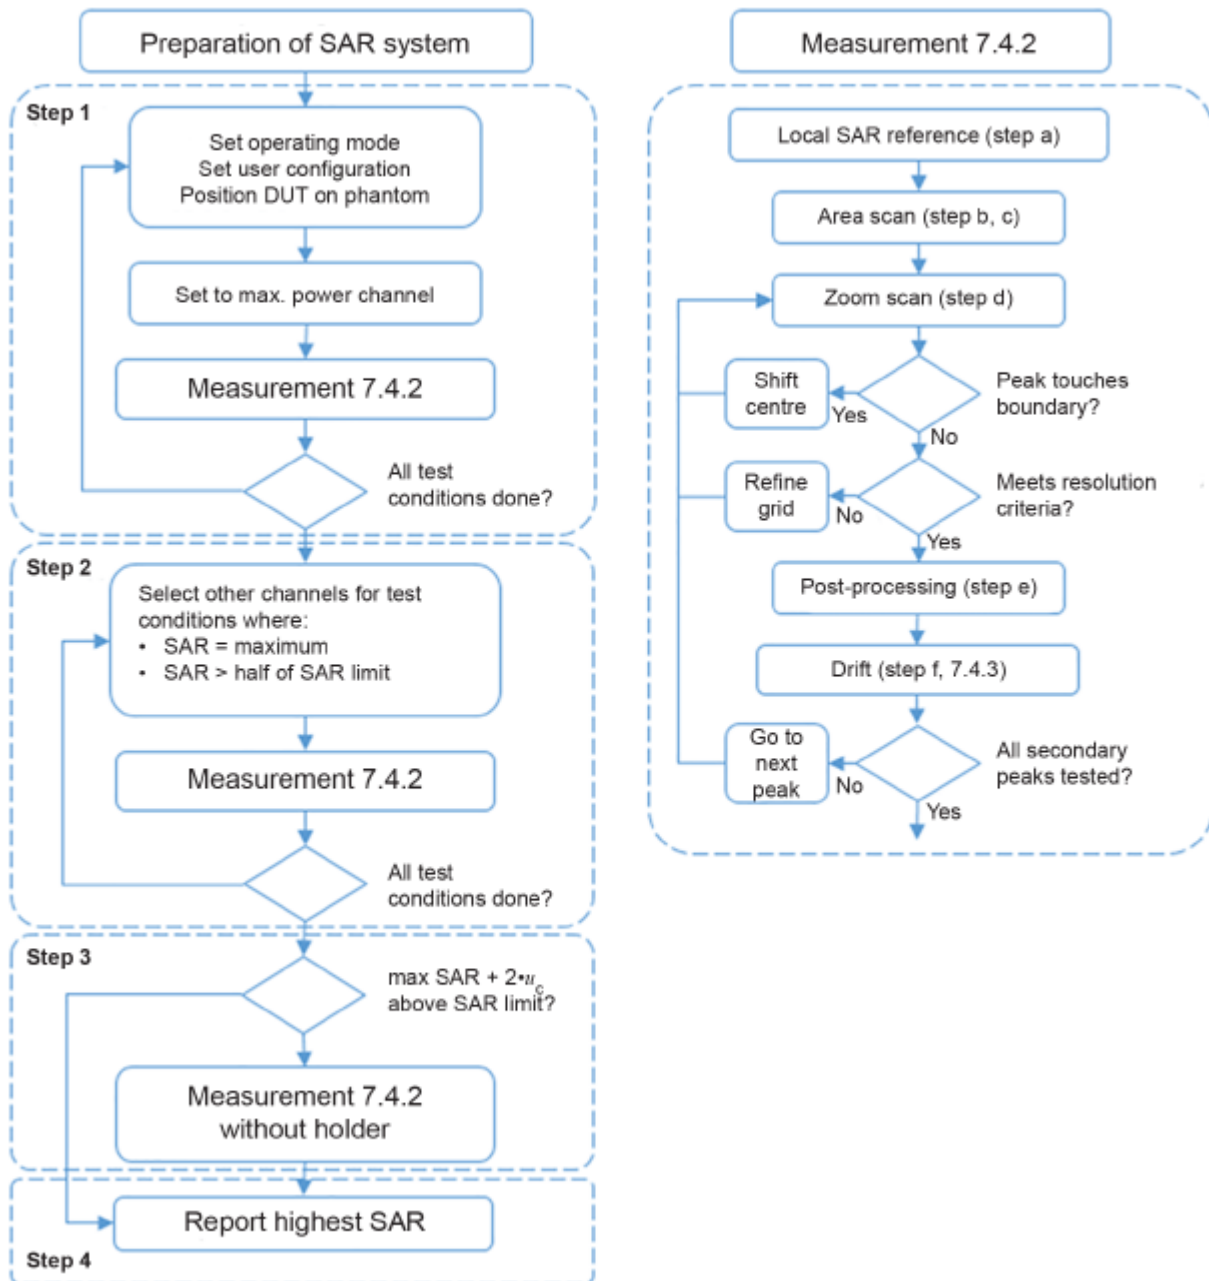 Preparation of SAR system
Step 1
Set operating mode
Set user configuration
Position DUT on phantom
Set to max. power channel
Measurement 7.4.2
All test
conditions done?
Step 2
Select other channels for test
conditions where:
• SAR = maximum
• SAR > half of SAR limit
Measurement 7.4.2
All test
conditions done?
Step 3
max SAR + 2•uc
above SAR limit?
Measurement 7.4.2
without holder
Report highest SAR
Step 4
Measurement 7.4.2
Local SAR reference (step a)
Area scan (step b, c)
Zoom scan (step d)
Shift
centre
Yes
Peak touches
boundary?
No
Refine
grid
No
Meets resolution
criteria?
Yes
Post-processing (step e)
Drift (step f, 7.4.3)
Go to
next
peak
No
All secondary
peaks tested?
Yes